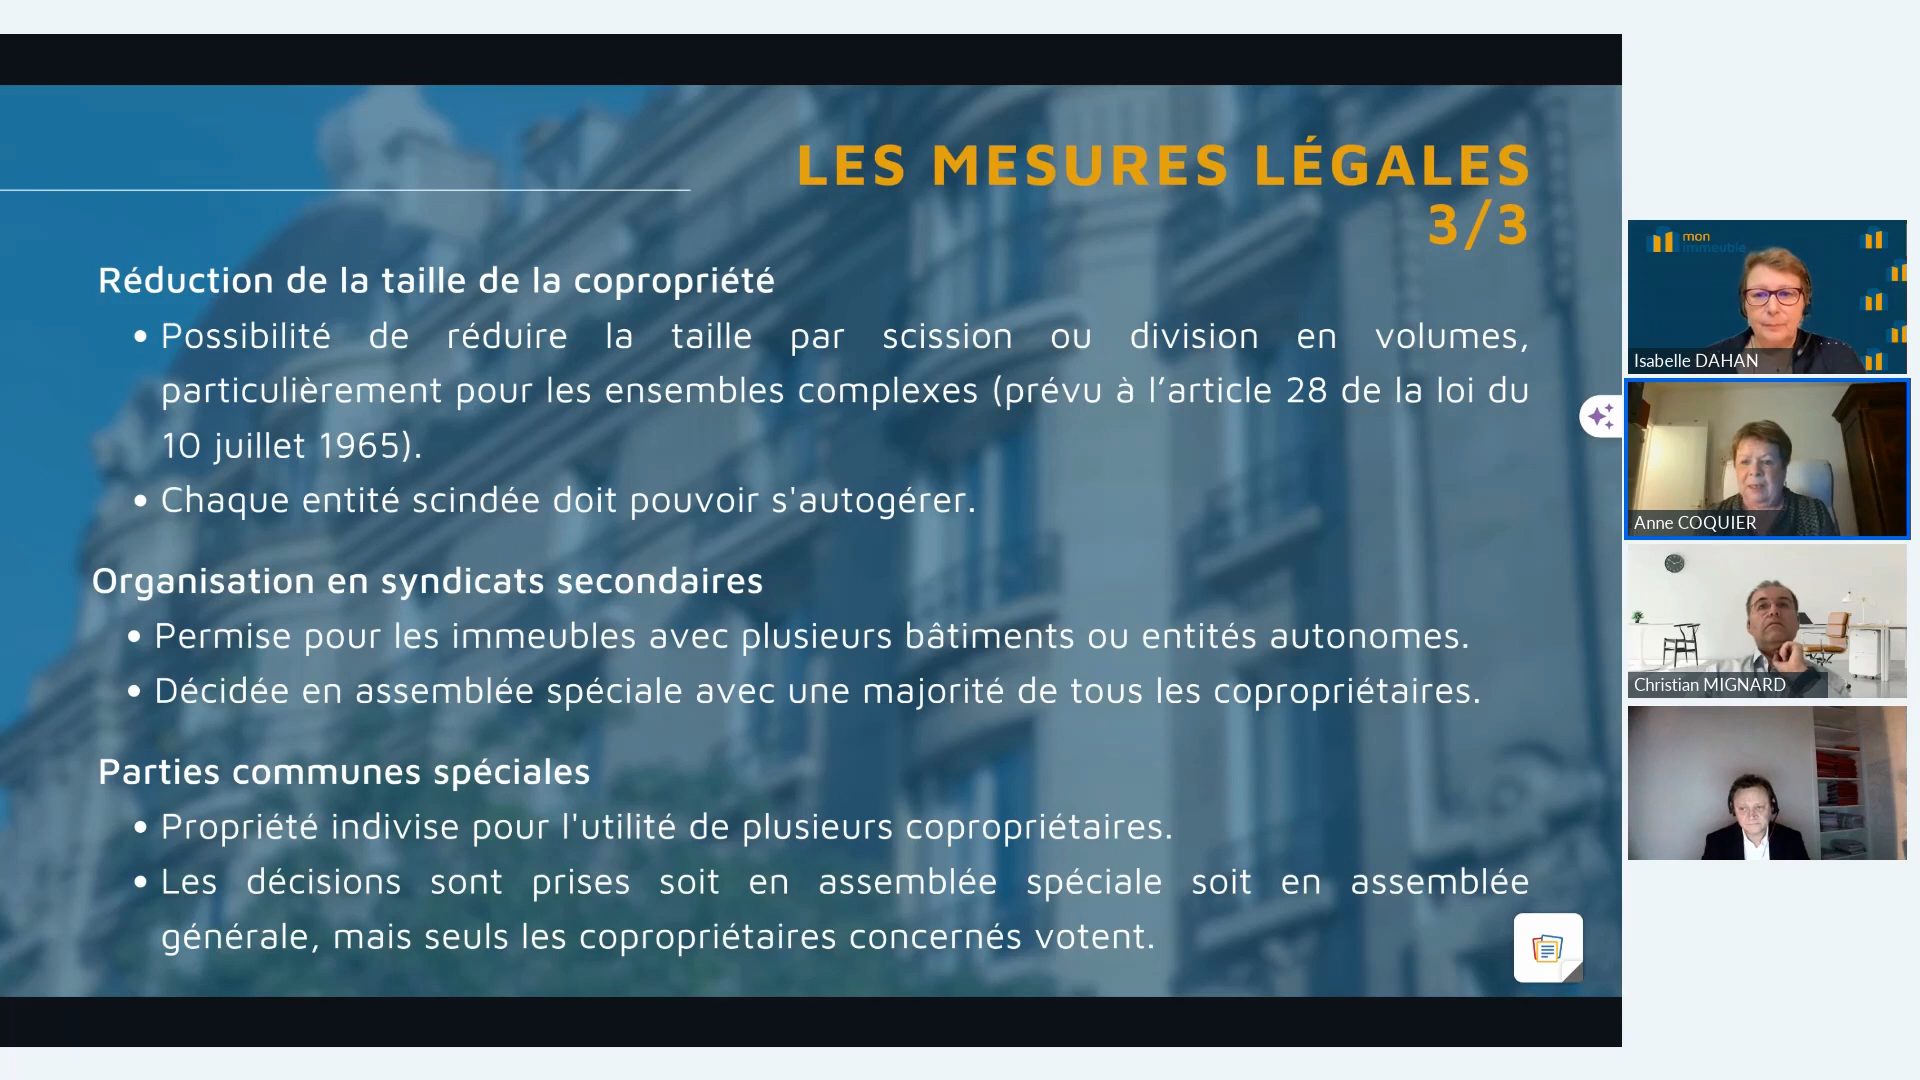 LES MESURES LÉGALES
3/3
Réduction de la taille de la copropriété
• Possibilité de réduire la taille par scission ou division en volumes,
particulièrement pour les ensembles complexes (prévu à l’article 28 de la loi du
10 juillet 1965).
• Chaque entité scindée doit pouvoir s'autogérer.
Organisation en syndicats secondaires
• Permise pour les immeubles avec plusieurs bâtiments ou entités autonomes.
• Décidée en assemblée spéciale avec une majorité de tous les copropriétaires.
Parties communes spéciales
• Propriété indivise pour l'utilité de plusieurs copropriétaires.
• Les décisions sont prises soit en assemblée spéciale soit en assemblée
générale, mais seuls les copropriétaires concernés votent.
mon
immeuble
Isabelle DAHAN
Anne COQUIER
Christian MIGNARD